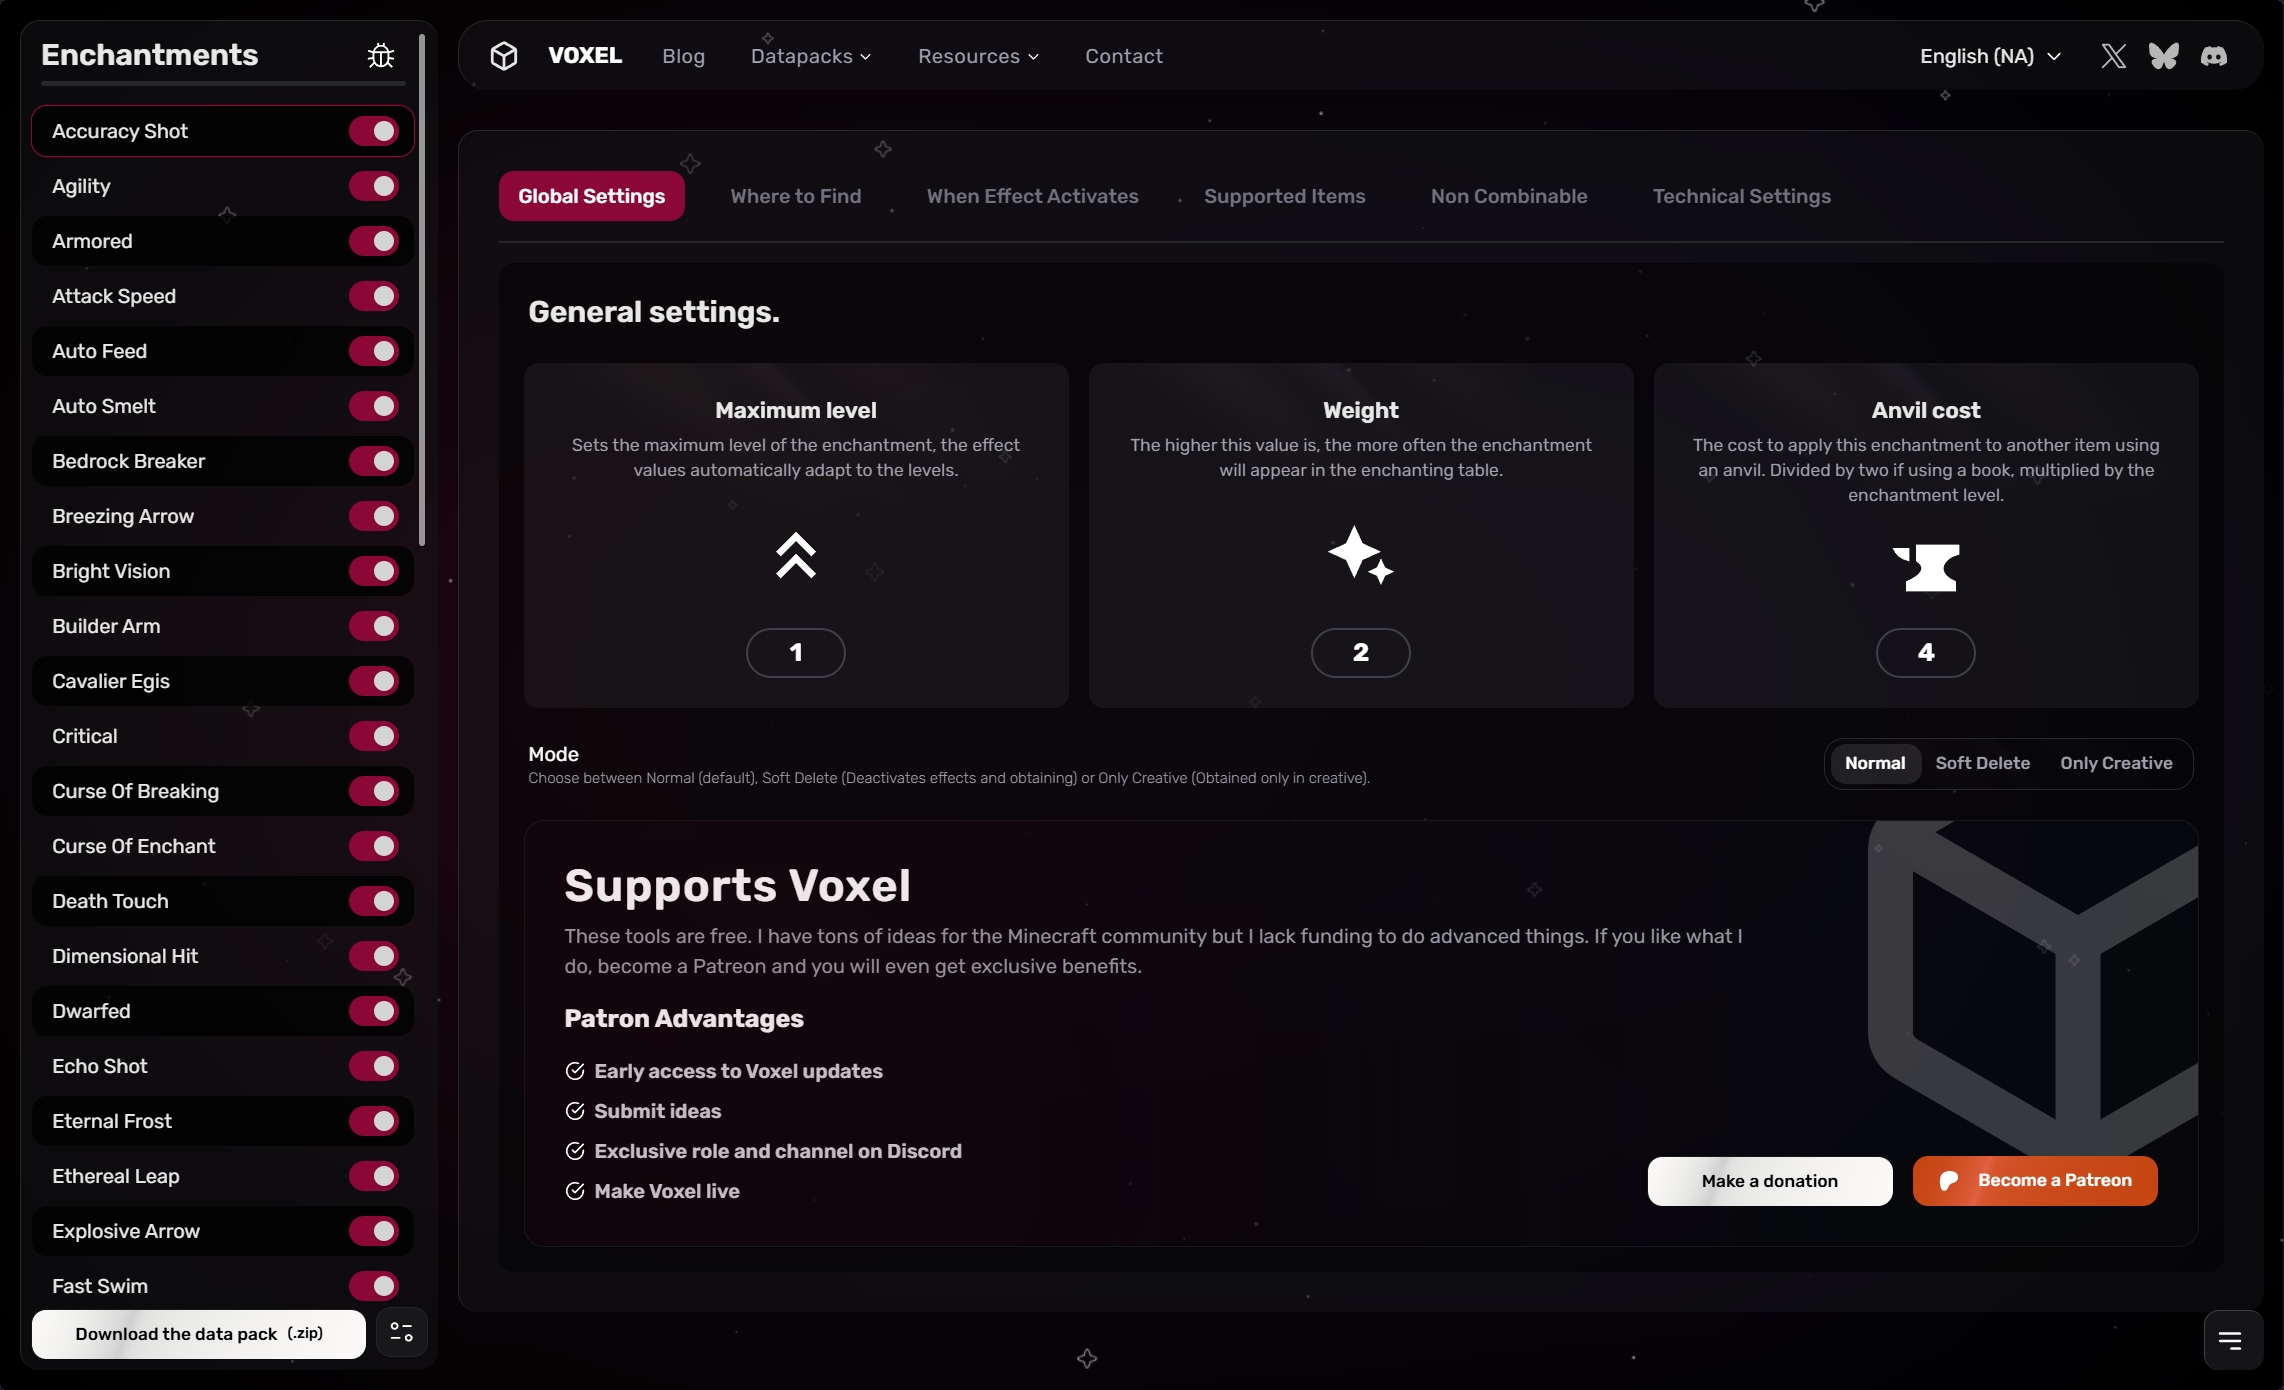 Enchantments
Accuracy Shot
Agility
Armored
Attack Speed
Auto Feed
Auto Smelt
Bedrock Breaker
Breezing Arrow
Bright Vision
Builder Arm
Cavalier Egis
Critical
Curse Of Breaking
Curse Of Enchant
Death Touch
Dimensional Hit
Dwarfed
Echo Shot
Eternal Frost
Ethereal Leap
Explosive Arrow
Fast Swim
Download the data pack (.zip)
VOXEL Blog Datapacks Resources Contact English (NA)
Global Settings Where to Find When Effect Activates Supported Items Non Combinable Technical Settings
General settings.
Maximum level
Sets the maximum level of the enchantment, the effect
values automatically adapt to the levels.
1
Weight
The higher this value is, the more often the enchantment
will appear in the enchanting table.
2
Anvil cost
The cost to apply this enchantment to another item using
an anvil. Divided by two if using a book, multiplied by the
enchantment level.
4
Mode
Choose between Normal (default), Soft Delete (Deactivates effects and obtaining) or Only Creative (Obtained only in creative).
Normal Soft Delete Only Creative
Supports Voxel
These tools are free. I have tons of ideas for the Minecraft community but I lack funding to do advanced things. If you like what I
do, become a Patreon and you will even get exclusive benefits.
Patron Advantages
Early access to Voxel updates
Submit ideas
Exclusive role and channel on Discord
Make Voxel live
Make a donation
Become a Patreon